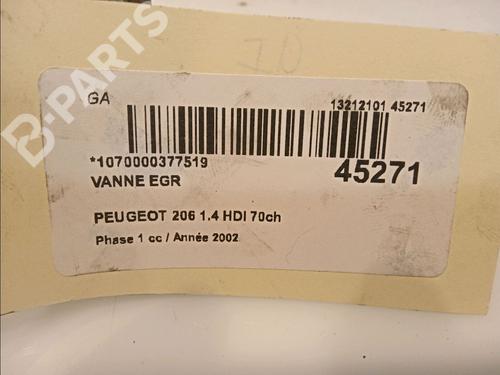 B-PARTS
GA
13212101 45271
*1070000377519
45271
VANNE EGR
PEUGEOT 206 1.4 HDI 70ch
Phase 1 cc / Année 2002